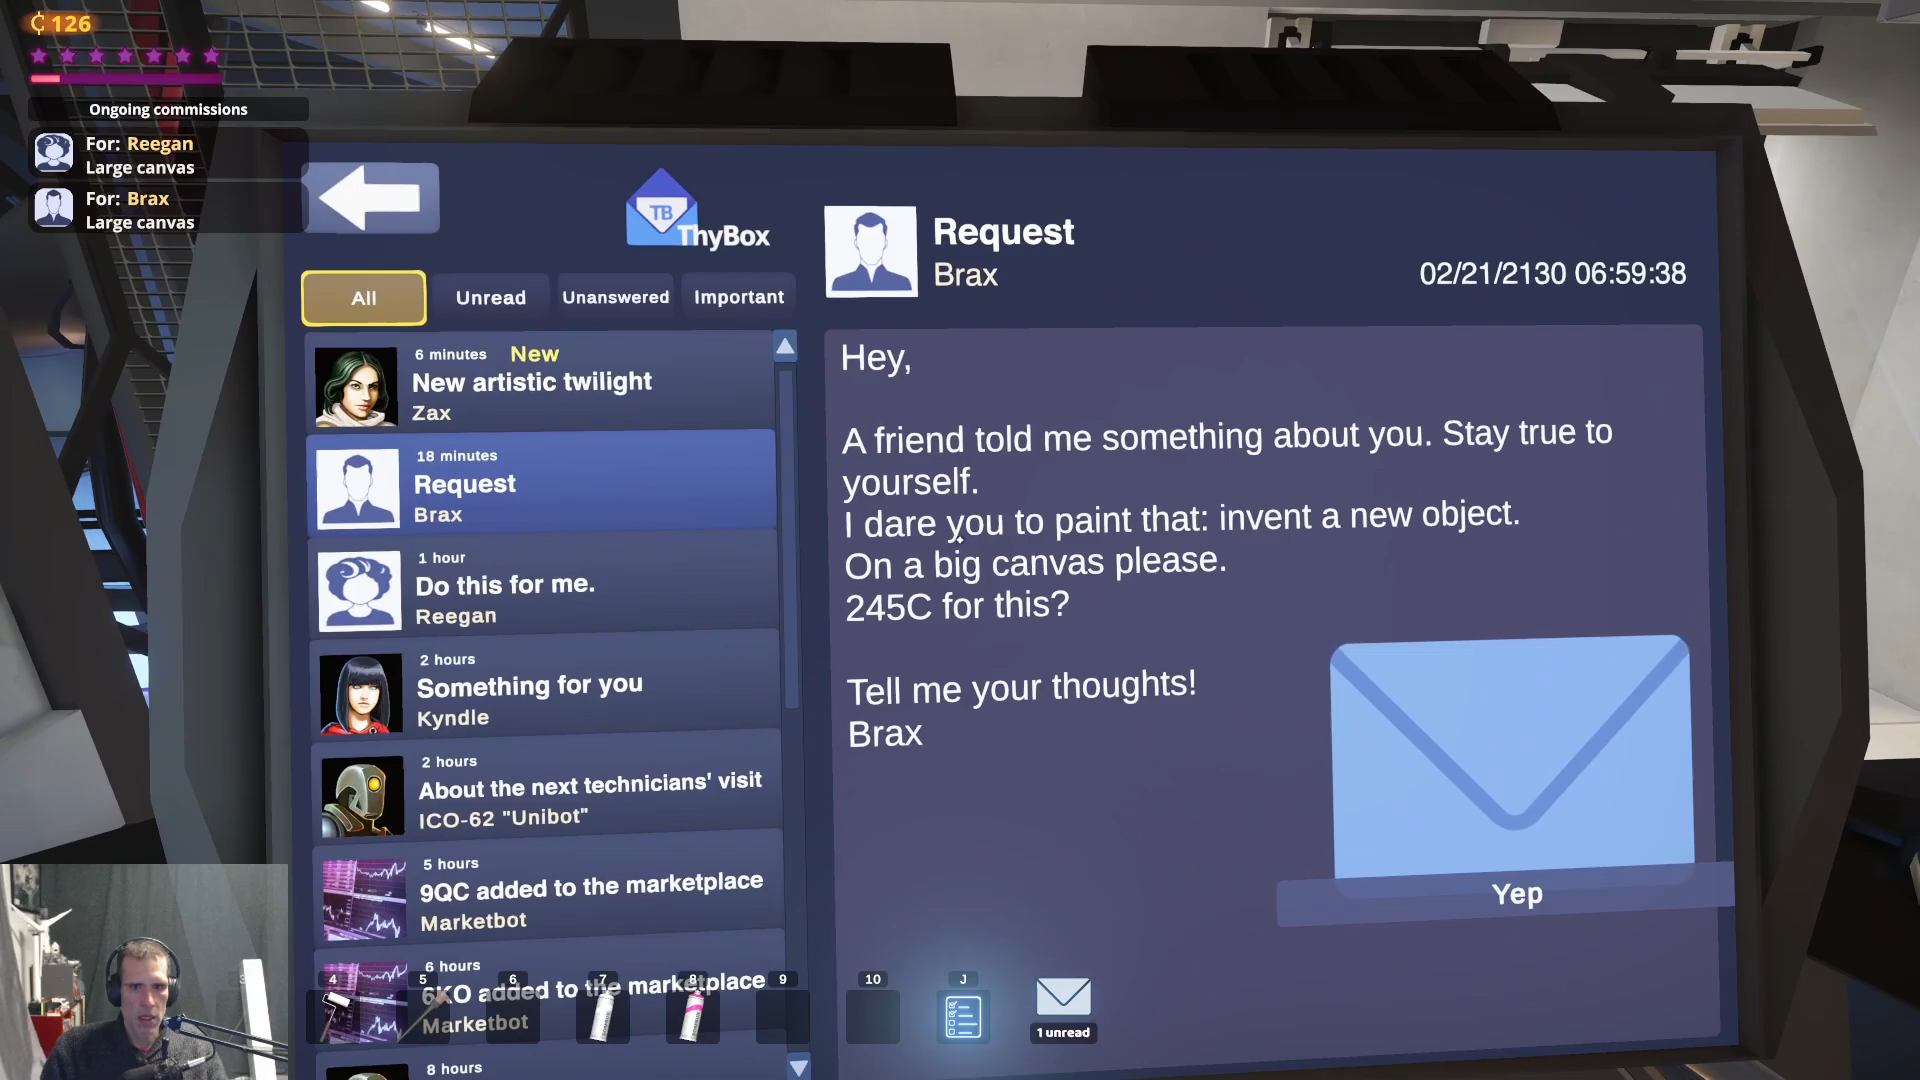 126
Ongoing commissions
For: Reegan
Large canvas
For: Brax
Large canvas
TB
ThyBox
All
Unread
Unanswered
Important
6 minutes New
New artistic twilight
Zax
18 minutes
Request
Brax
1 hour
Do this for me.
Reegan
2 hours
Something for you
Kyndle
2 hours
About the next technicians' visit
ICO-62 "Unibot"
5 hours
9QC added to the marketplace
Marketbot
6 hours
6KO added to the marketplace
Marketbot
8 hours
Request
Brax
02/21/2130 06:59:38
Hey,
A friend told me something about you. Stay true to
yourself.
I dare you to paint that: invent a new object.
On a big canvas please.
245C for this?
Tell me your thoughts!
Brax
Yep
4
5
6
7
8
9
10
J
1 unread